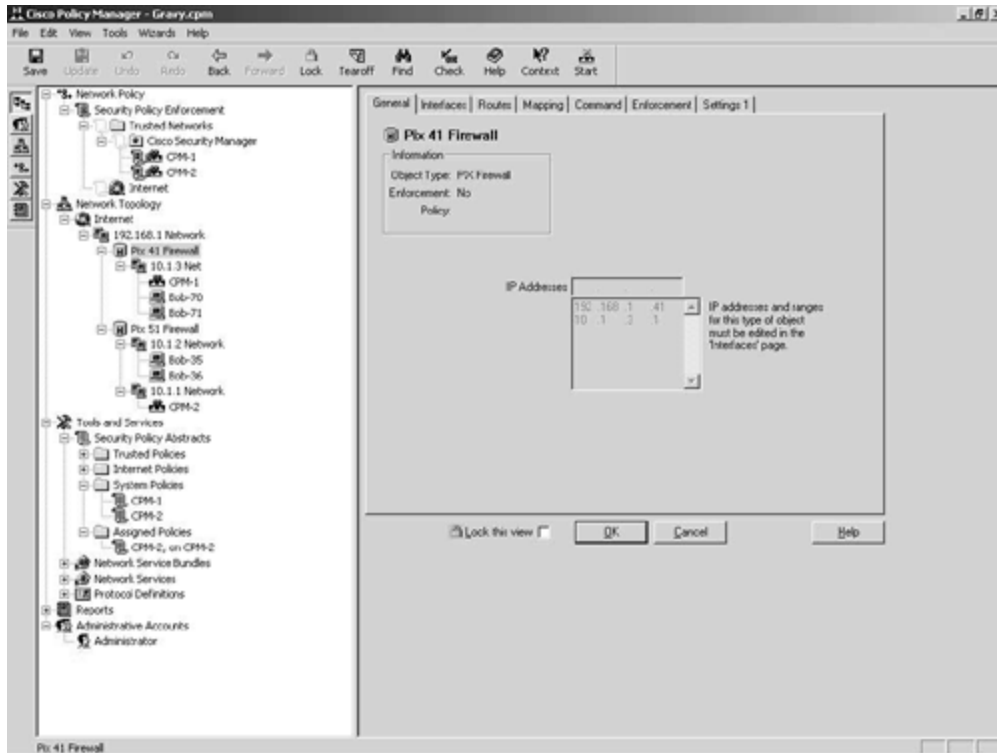 Cisco Policy Manager - Gravy.cpm
File Edit View Tools Wizards Help
Save Update Undo Redo Back Forward Lock Tearoff Find Check Help Context Start
Network Policy
Security Policy Enforcement
Trusted Networks
Cisco Security Manager
CPM-1
CPM-2
Internet
Network Topology
Internet
192.168.1 Network
Pix 41 Firewall
10.1.3 Net
CPM-1
Bob-70
Bob-71
Pix 51 Firewall
10.1.2 Network
Bob-35
Bob-36
10.1.1 Network
CPM-2
Tools and Services
Security Policy Abstracts
Trusted Policies
Internet Policies
System Policies
CPM-1
CPM-2
Assigned Policies
CPM-2, on CPM-2
Network Service Bundles
Network Services
Protocol Definitions
Reports
Administrative Accounts
Administrator
General Interfaces Routes Mapping Command Enforcement Settings 1
Pix 41 Firewall
Information
Object Type: PIX Firewall
Enforcement: No
Policy:
IP Addresses
192 .168 .1 .41
10 .1 . 1
IP addresses and ranges
for this type of object
must be edited in the
'Interfaces' page.
Lock this view
OK
Cancel
Help
Pix 41 Firewall